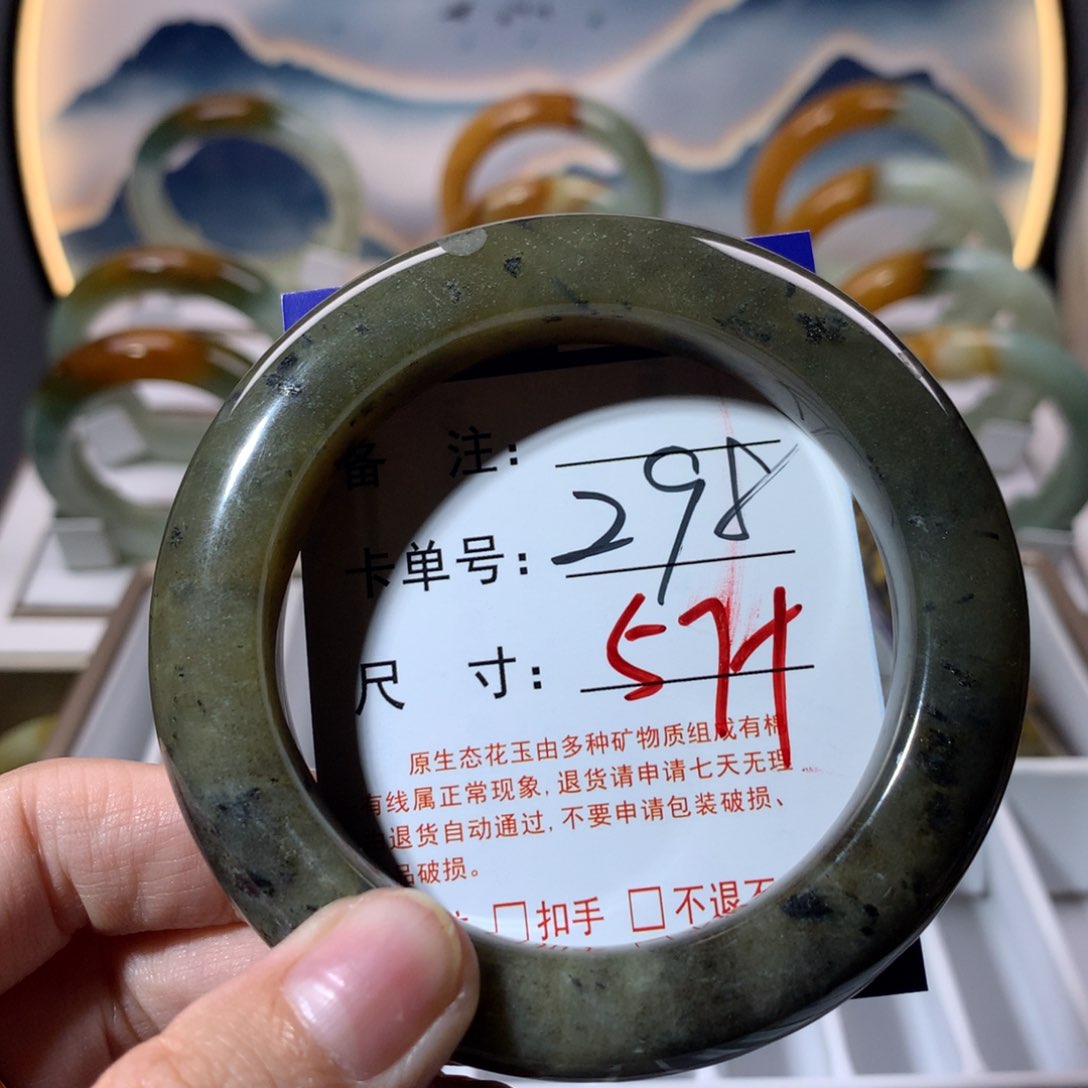 备 注：
卡单号： 298
尺 寸： 574
原生态花玉由多种矿物质组成有棉
有线属正常现象，退货请申请七天无理
退货自动通过，不要申请包装破损、
品破损。
□扣手 □不退不